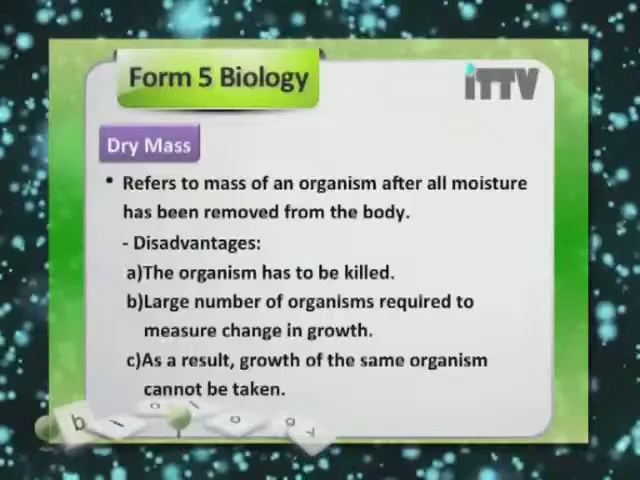 Form 5 Biology
iTTV
Dry Mass
• Refers to mass of an organism after all moisture
has been removed from the body.
- Disadvantages:
a)The organism has to be killed.
b)Large number of organisms required to
measure change in growth.
c)As a result, growth of the same organism
cannot be taken.
b i o l o g y